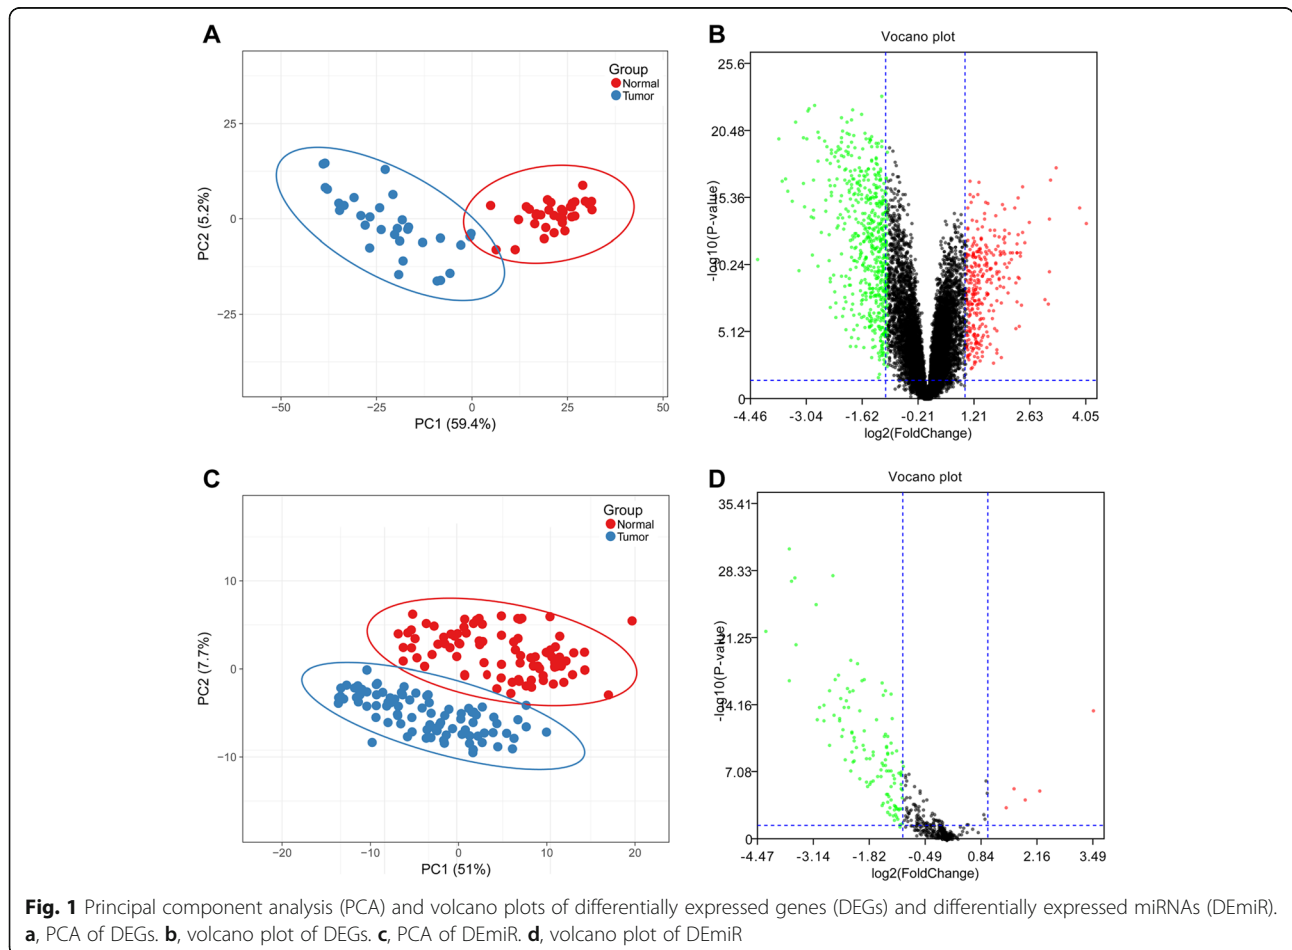 A
Group
Normal
Tumor
25
0
−25
PC2 (5.2%)
−50
−25
0
25
50
PC1 (59.4%)
B
Vocano plot
25.6
20.48
15.36
10.24
5.12
0
-log10(P-value)
-4.46
-3.04
-1.62
-0.21
1.21
2.63
4.05
log2(FoldChange)
C
Group
Normal
Tumor
10
0
−10
PC2 (7.7%)
−20
−10
0
10
20
PC1 (51%)
D
Vocano plot
35.41
28.33
21.25
14.16
7.08
0
-log10(P-value)
-4.47
-3.14
-1.82
-0.49
0.84
2.16
3.49
log2(FoldChange)
Fig. 1 Principal component analysis (PCA) and volcano plots of differentially expressed genes (DEGs) and differentially expressed miRNAs (DEmiR).
a, PCA of DEGs. b, volcano plot of DEGs. c, PCA of DEmiR. d, volcano plot of DEmiR